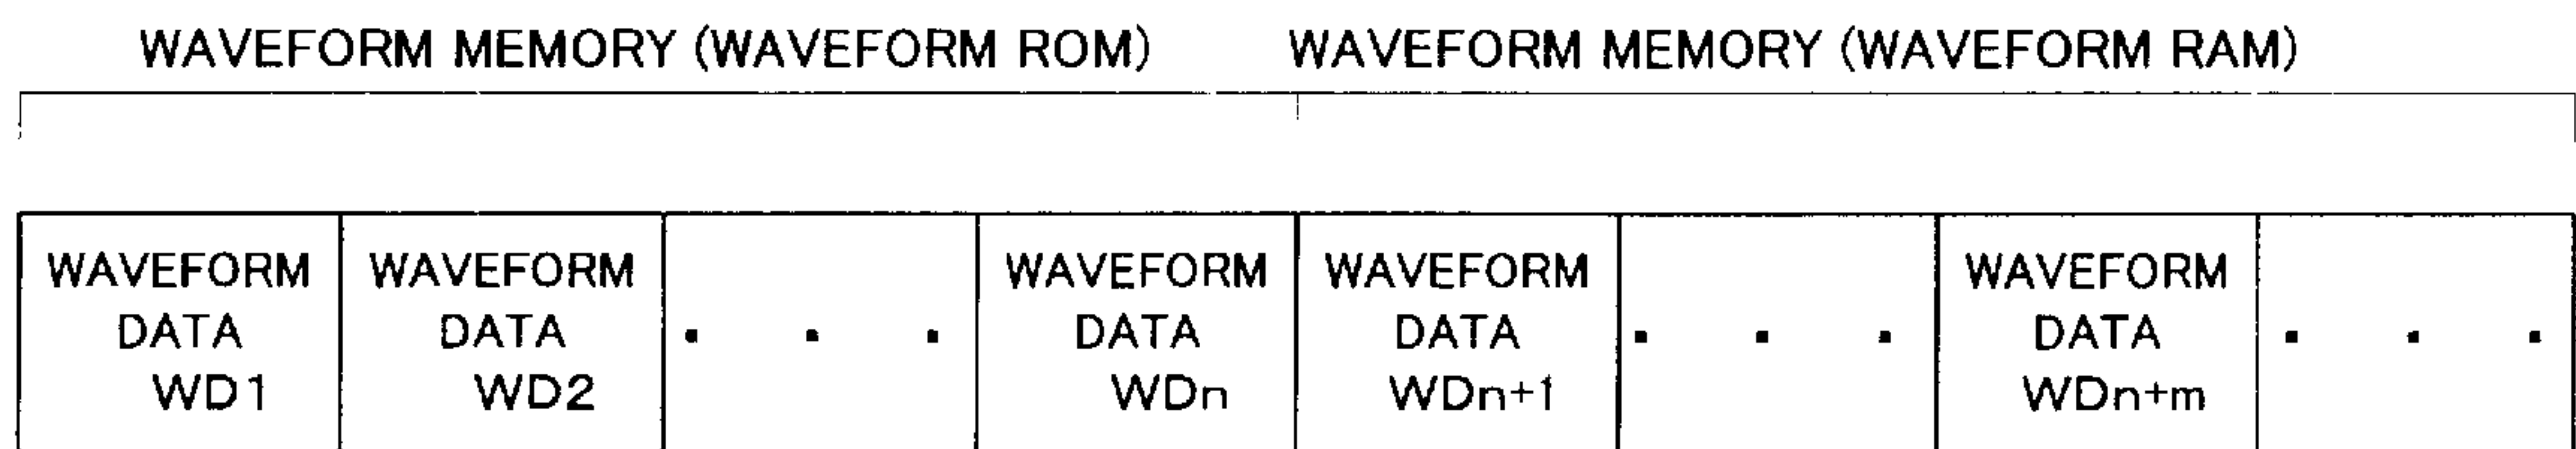 WAVEFORM MEMORY (WAVEFORM ROM) WAVEFORM MEMORY (WAVEFORM RAM)
WAVEFORM DATA WD1
WAVEFORM DATA WD2
. . .
WAVEFORM DATA WDn
WAVEFORM DATA WDn+1
. . .
WAVEFORM DATA WDn+m
. . .